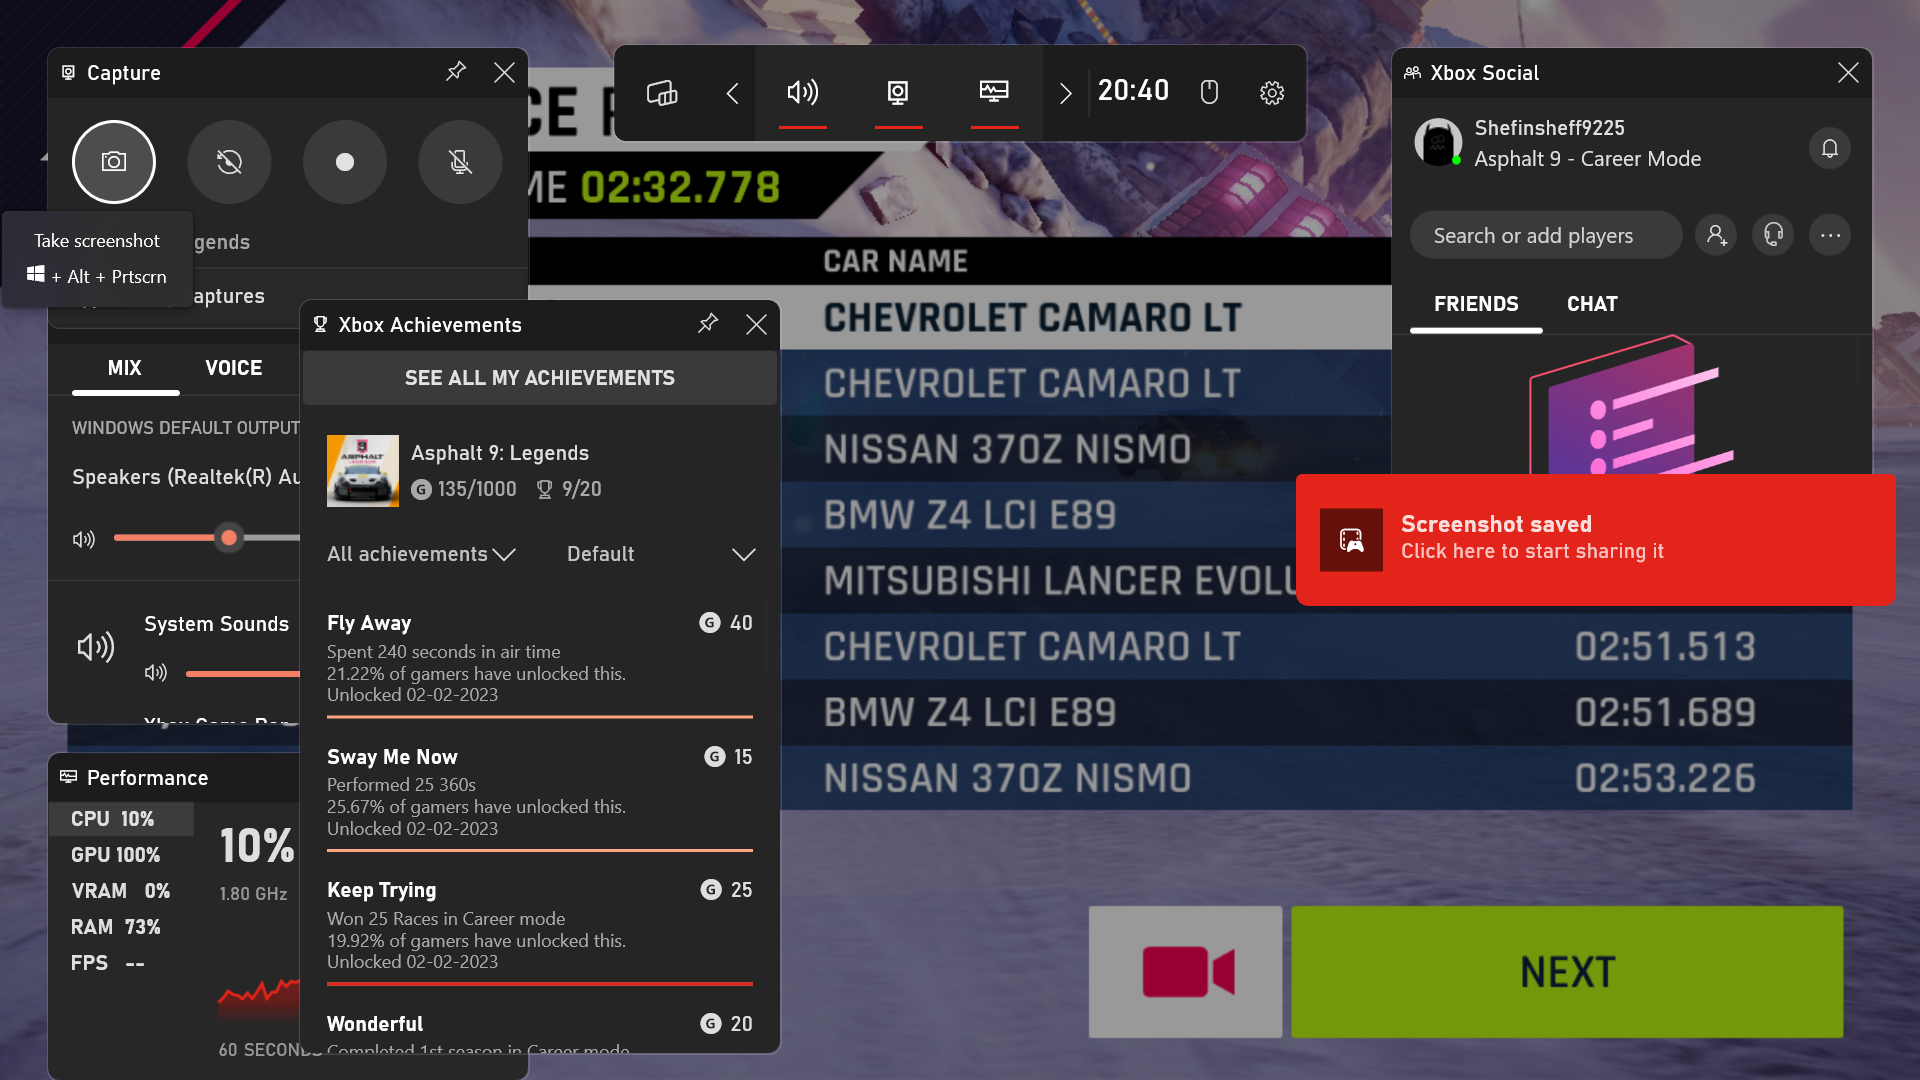 Capture
Take screenshot
+ Alt + Prtscrn
gends
aptures
MIX
VOICE
WINDOWS DEFAULT OUTPUT
Speakers (Realtek(R) Au
System Sounds
Xbox Game Bar
Performance
CPU 10%
GPU 100%
VRAM 0%
RAM 73%
FPS --
10%
1.80 GHz
60 SECONDS
Xbox Achievements
SEE ALL MY ACHIEVEMENTS
ASPHALT
Asphalt 9: Legends
G 135/1000 9/20
All achievements
Default
Fly Away
G 40
Spent 240 seconds in air time
21.22% of gamers have unlocked this.
Unlocked 02-02-2023
Sway Me Now
G 15
Performed 25 360s
25.67% of gamers have unlocked this.
Unlocked 02-02-2023
Keep Trying
G 25
Won 25 Races in Career mode
19.92% of gamers have unlocked this.
Unlocked 02-02-2023
Wonderful
G 20
Completed 1st season in Career mode
20:40
CE
ME 02:32.778
CAR NAME
CHEVROLET CAMARO LT
CHEVROLET CAMARO LT
NISSAN 370Z NISMO
BMW Z4 LCI E89
MITSUBISHI LANCER EVOLU
CHEVROLET CAMARO LT 02:51.513
BMW Z4 LCI E89 02:51.689
NISSAN 370Z NISMO 02:53.226
NEXT
Xbox Social
Shefinsheff9225
Asphalt 9 - Career Mode
Search or add players
FRIENDS
CHAT
Screenshot saved
Click here to start sharing it